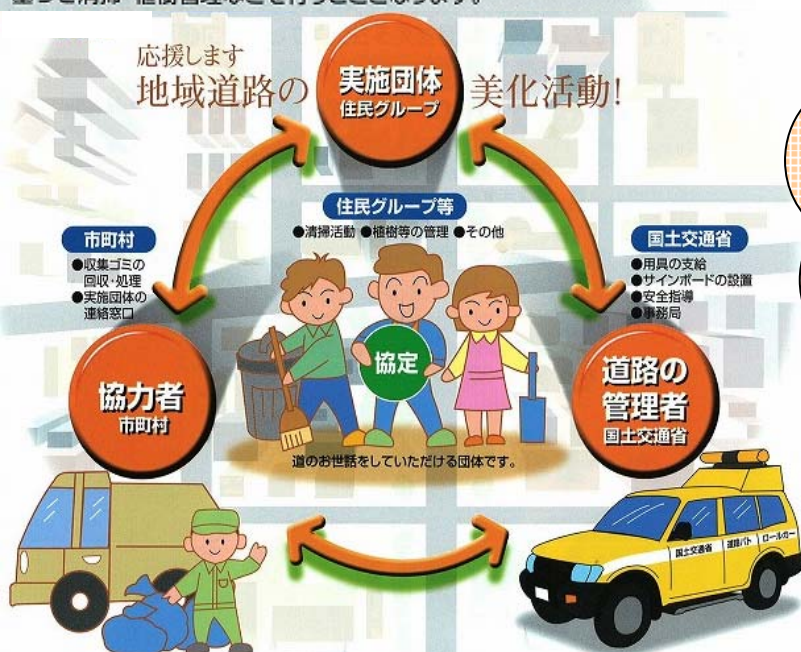 応援します
地域道路の
実施団体
住民グループ
美化活動!
住民グループ等
●清掃活動 ●植樹等の管理 ●その他
市町村
●収集ゴミの
回収・処理
●実施団体の
連絡窓口
国土交通省
●用具の支給
●サインボードの設置
●安全指導
●事務局
協定
協力者
市町村
道路の
管理者
国土交通省
道のお世話をしていただける団体です。
国土交通省 道路パトロールカー